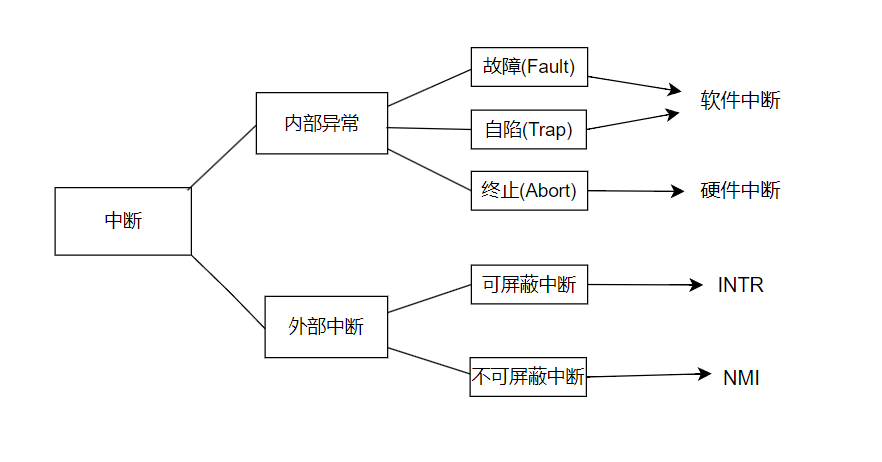 中断
内部异常
外部中断
故障(Fault)
自陷(Trap)
终止(Abort)
可屏蔽中断
不可屏蔽中断
软件中断
硬件中断
INTR
NMI